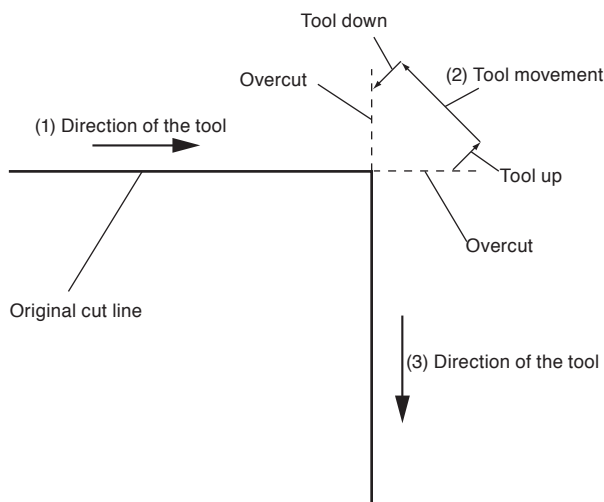 Tool down
Overcut
(2) Tool movement
(1) Direction of the tool
Tool up
Overcut
Original cut line
(3) Direction of the tool